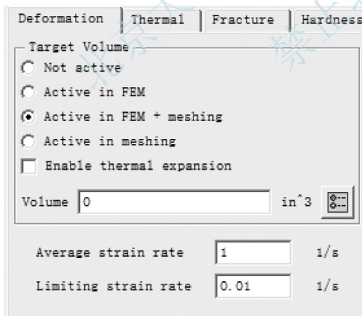 Deformation Thermal Fracture Hardness
Target Volume
Not active
Active in FEM
Active in FEM + meshing
Active in meshing
Enable thermal expansion
Volume 0 in^3
Average strain rate 1 1/s
Limiting strain rate 0.01 1/s